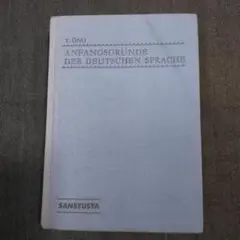 ANFANGSGRÜNDE
DER DEUTSCHEN SPRACHE
SANSYUSYA